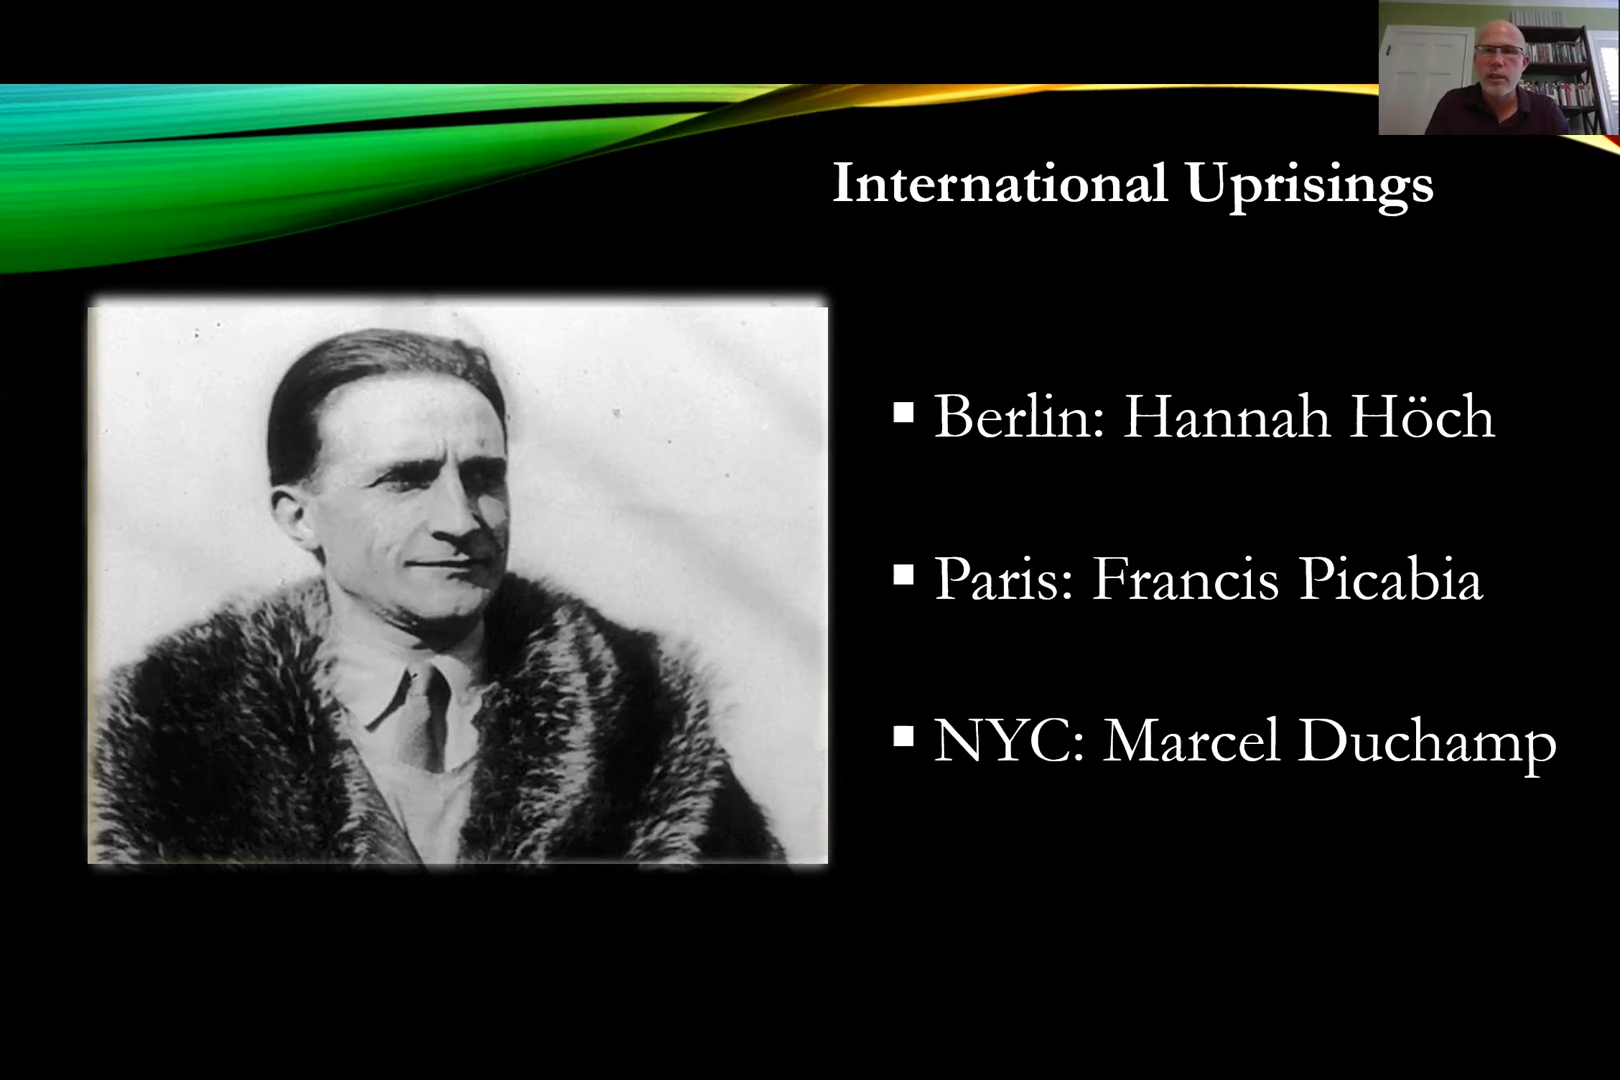 International Uprisings
Berlin: Hannah Höch
Paris: Francis Picabia
NYC: Marcel Duchamp